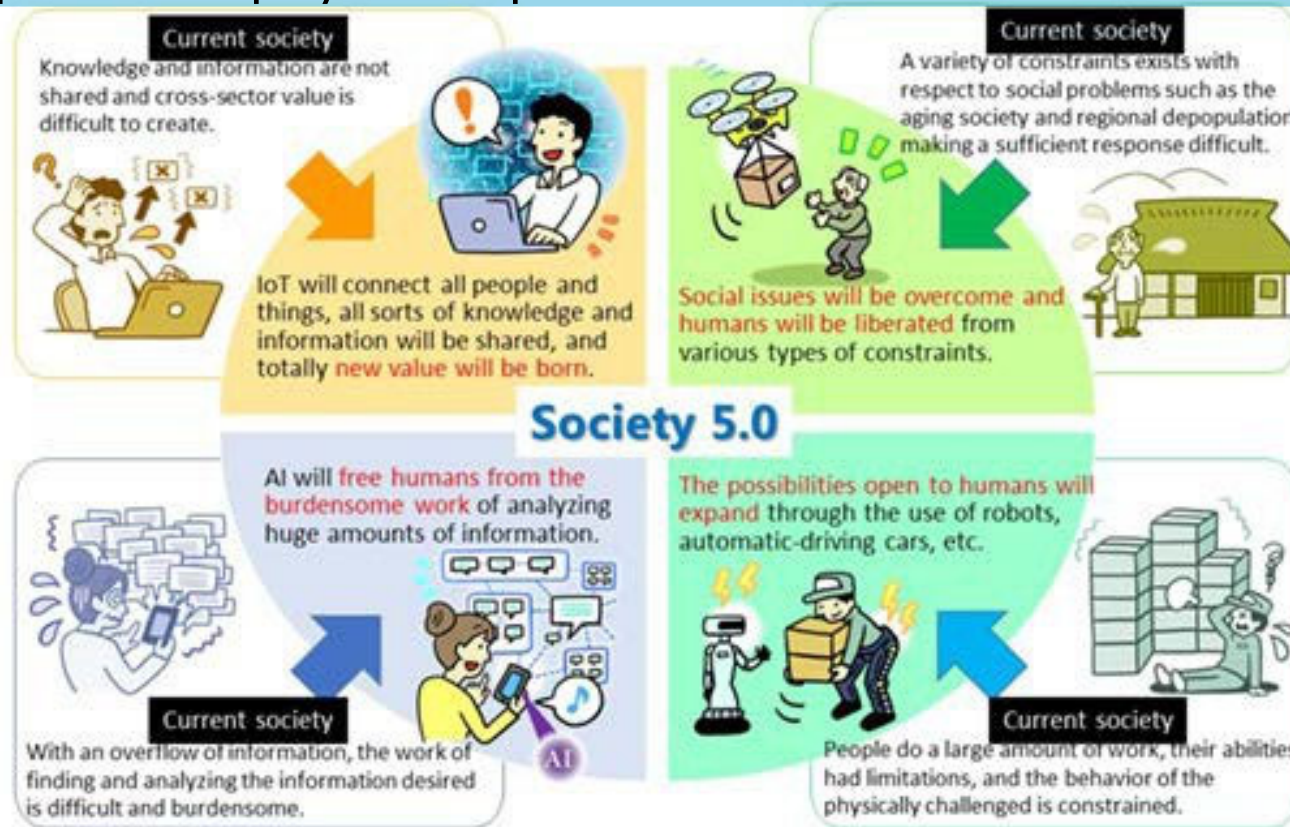 Current society
Knowledge and information are not
shared and cross-sector value is
difficult to create.
IoT will connect all people and
things, all sorts of knowledge and
information will be shared, and
totally new value will be born.
Current society
A variety of constraints exists with
respect to social problems such as the
aging society and regional depopulation
making a sufficient response difficult.
Social issues will be overcome and
humans will be liberated from
various types of constraints.
Society 5.0
AI will free humans from the
burdensome work of analyzing
huge amounts of information.
AI
Current society
With an overflow of information, the work of
finding and analyzing the information desired
is difficult and burdensome.
The possibilities open to humans will
expand through the use of robots,
automatic-driving cars, etc.
Current society
People do a large amount of work, their abilities
had limitations, and the behavior of the
physically challenged is constrained.